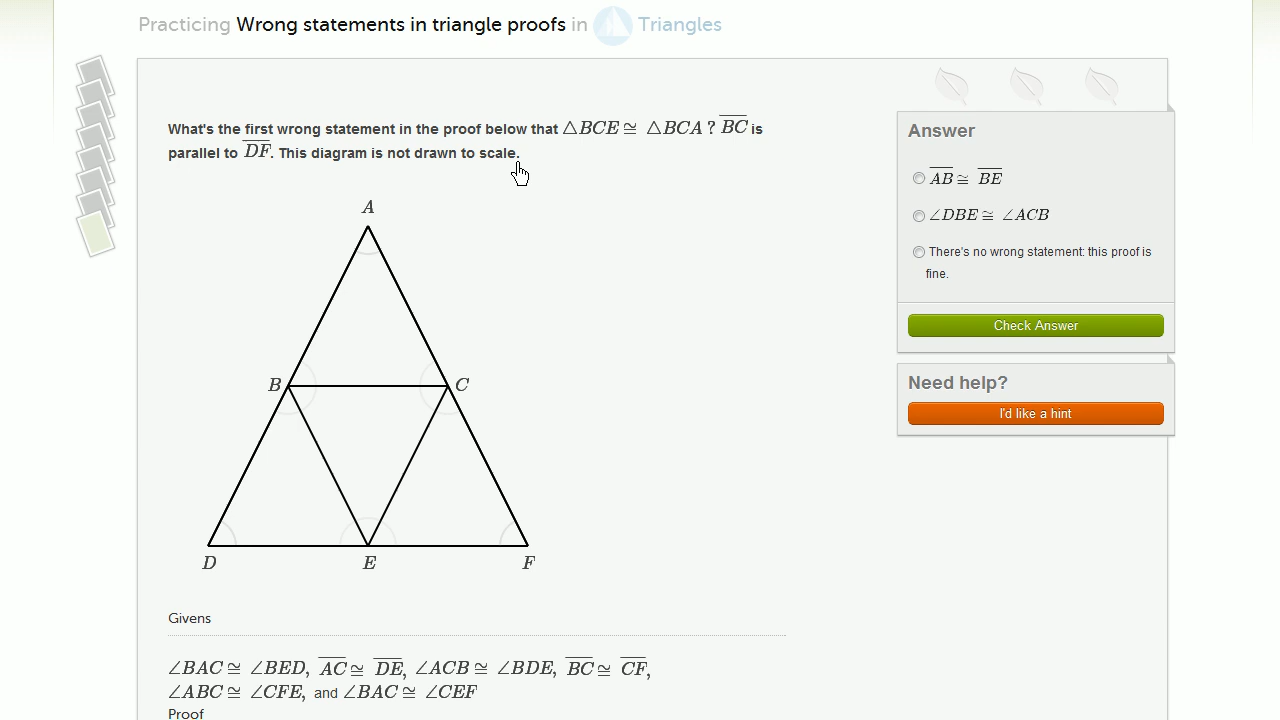 Practicing Wrong statements in triangle proofs in Triangles
What's the first wrong statement in the proof below that △BCE ≅ △BCA ? BC is
parallel to DF. This diagram is not drawn to scale.
A
B
C
D
E
F
Givens
∠BAC ≅ ∠BED, AC ≅ DE, ∠ACB ≅ ∠BDE, BC ≅ CF,
∠ABC ≅ ∠CFE, and ∠BAC ≅ ∠CEF
Proof
Answer
AB ≅ BE
∠DBE ≅ ∠ACB
There's no wrong statement: this proof is
fine.
Check Answer
Need help?
I'd like a hint